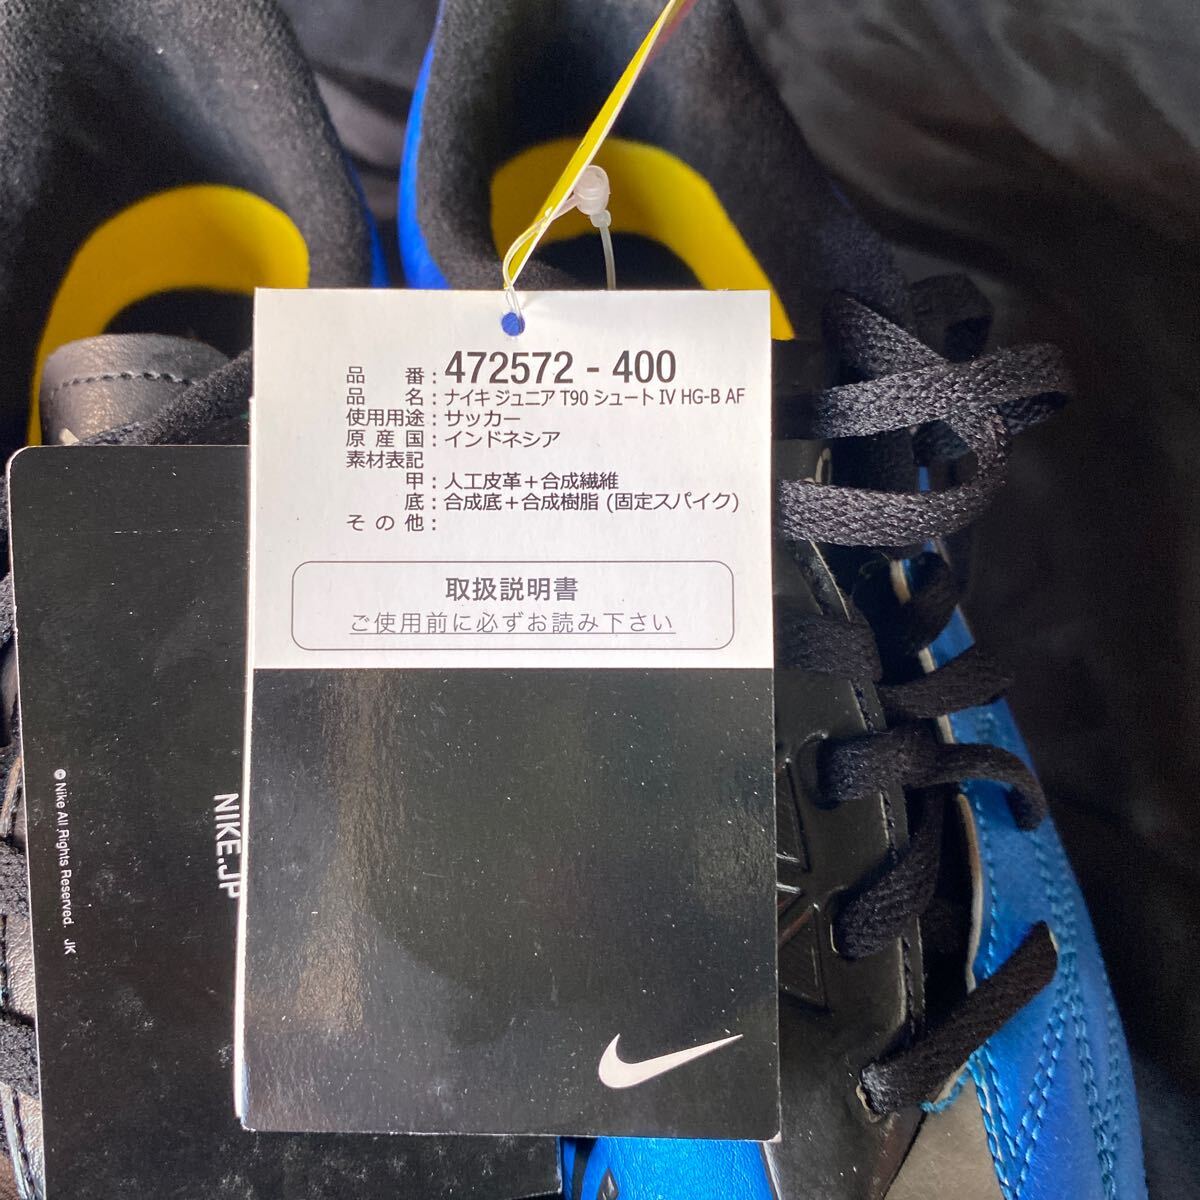 品番：472572 - 400
品名：ナイキ ジュニア T90 シュート IV HG-B AF
使用用途：サッカー
原産国：インドネシア
素材表記
甲：人工皮革＋合成繊維
底：合成底＋合成樹脂 (固定スパイク)
その他：
取扱説明書
ご使用前に必ずお読み下さい
NIKE.JP
© Nike All Rights Reserved. JK